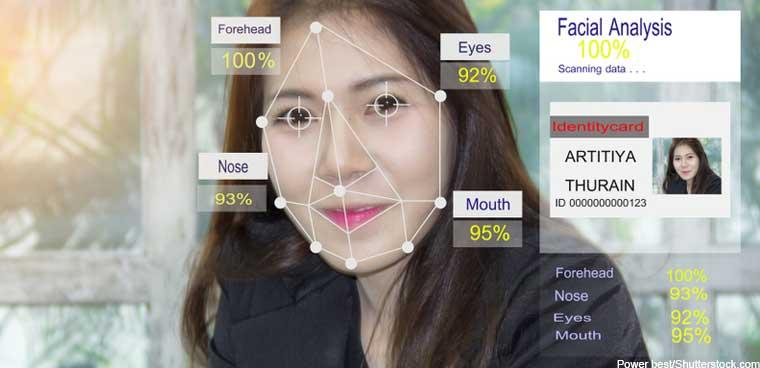 Forehead
100%
Eyes
92%
Nose
93%
Mouth
95%
Facial Analysis
100%
Scanning data . . .
Identitycard
ARTITIYA
THURAIN
ID 0000000000123
Forehead 100%
Nose 93%
Eyes 92%
Mouth 95%
Power best/Shutterstock.com